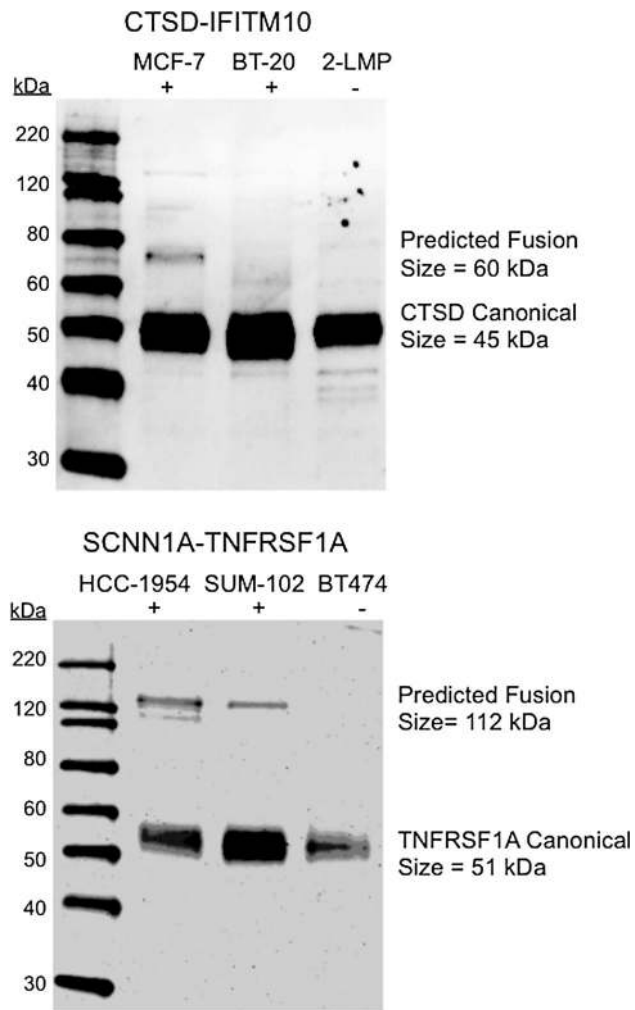 CTSD-IFITM10
MCF-7 BT-20 2-LMP
kDa + + -
220
120
80
60
50
40
30
Predicted Fusion
Size = 60 kDa
CTSD Canonical
Size = 45 kDa
SCNN1A-TNFRSF1A
HCC-1954 SUM-102 BT474
kDa + + -
220
120
80
60
50
40
30
Predicted Fusion
Size= 112 kDa
TNFRSF1A Canonical
Size = 51 kDa